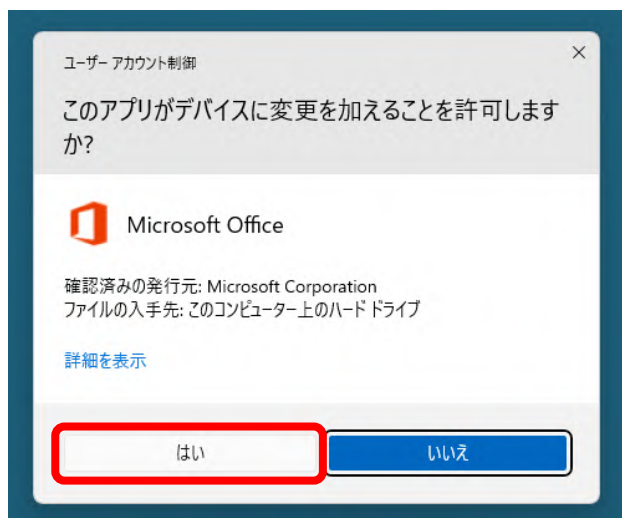 ユーザー アカウント制御
このアプリがデバイスに変更を加えることを許可します
か?
Microsoft Office
確認済みの発行元: Microsoft Corporation
ファイルの入手先: このコンピューター上のハード ドライブ
詳細を表示
はい
いいえ